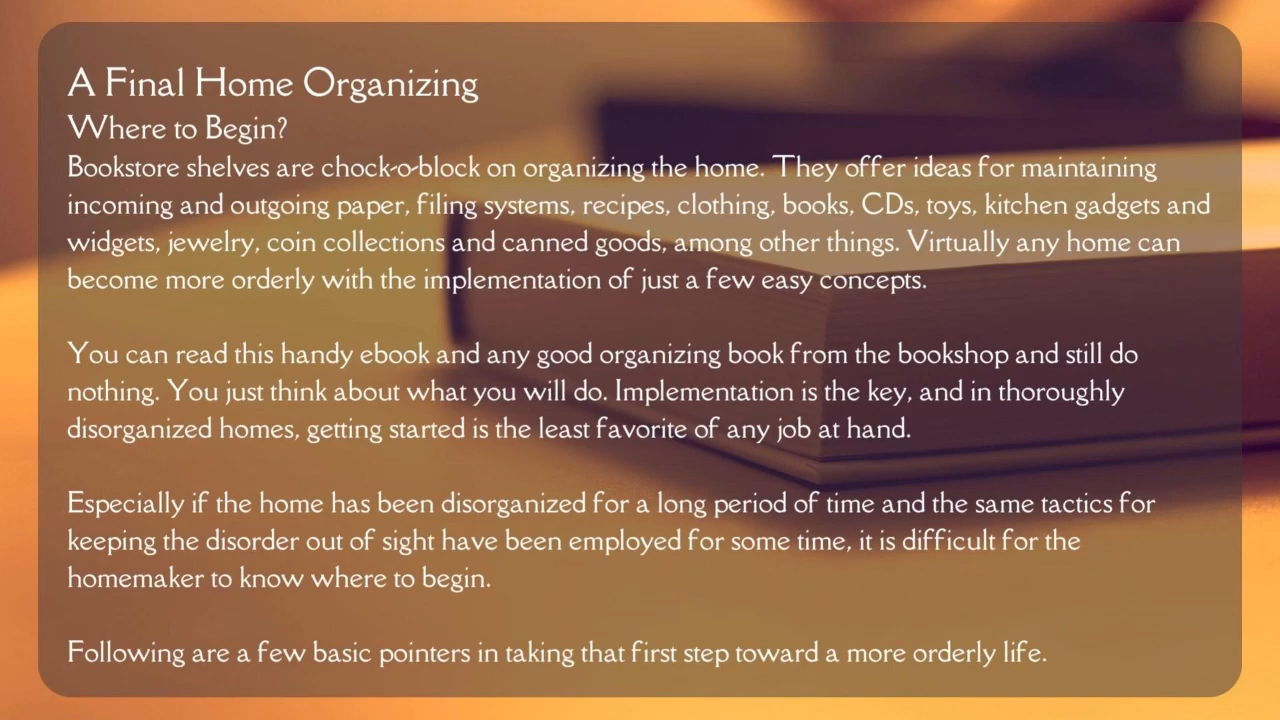 A Final Home Organizing
Where to Begin?
Bookstore shelves are chock-o-block on organizing the home. They offer ideas for maintaining
incoming and outgoing paper, filing systems, recipes, clothing, books, CDs, toys, kitchen gadgets and
widgets, jewelry, coin collections and canned goods, among other things. Virtually any home can
become more orderly with the implementation of just a few easy concepts.
You can read this handy ebook and any good organizing book from the bookshop and still do
nothing. You just think about what you will do. Implementation is the key, and in thoroughly
disorganized homes, getting started is the least favorite of any job at hand.
Especially if the home has been disorganized for a long period of time and the same tactics for
keeping the disorder out of sight have been employed for some time, it is difficult for the
homemaker to know where to begin.
Following are a few basic pointers in taking that first step toward a more orderly life.